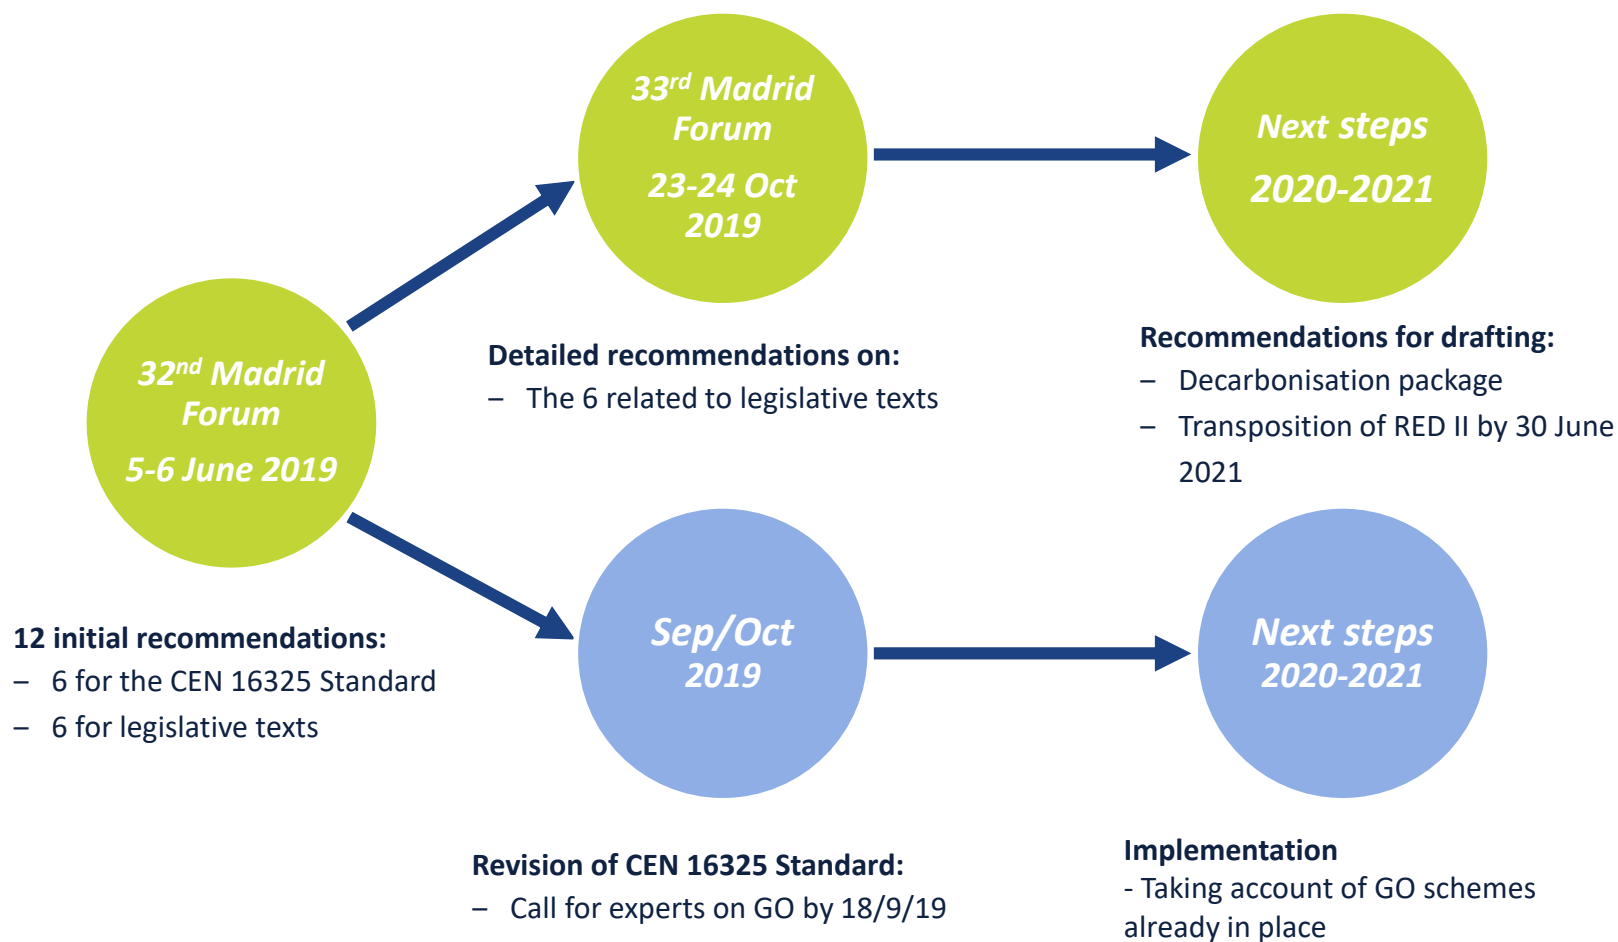 32nd Madrid
Forum
5-6 June 2019
12 initial recommendations:
– 6 for the CEN 16325 Standard
– 6 for legislative texts
33rd Madrid
Forum
23-24 Oct
2019
Detailed recommendations on:
– The 6 related to legislative texts
Next steps
2020-2021
Recommendations for drafting:
– Decarbonisation package
– Transposition of RED II by 30 June
2021
Sep/Oct
2019
Revision of CEN 16325 Standard:
– Call for experts on GO by 18/9/19
Next steps
2020-2021
Implementation
- Taking account of GO schemes
already in place